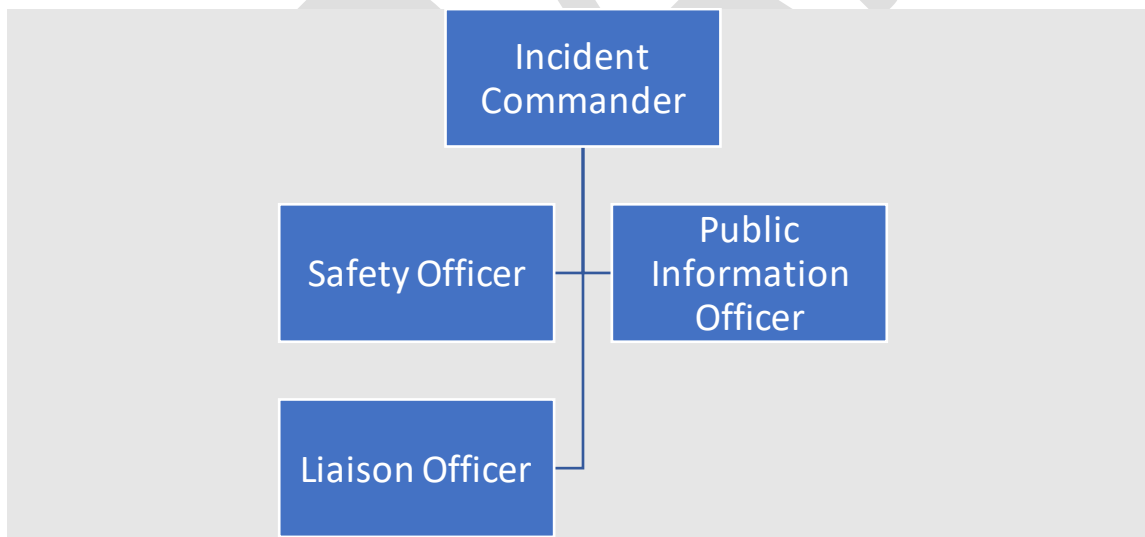 Incident
Commander
Safety Officer
Public
Information
Officer
Liaison Officer